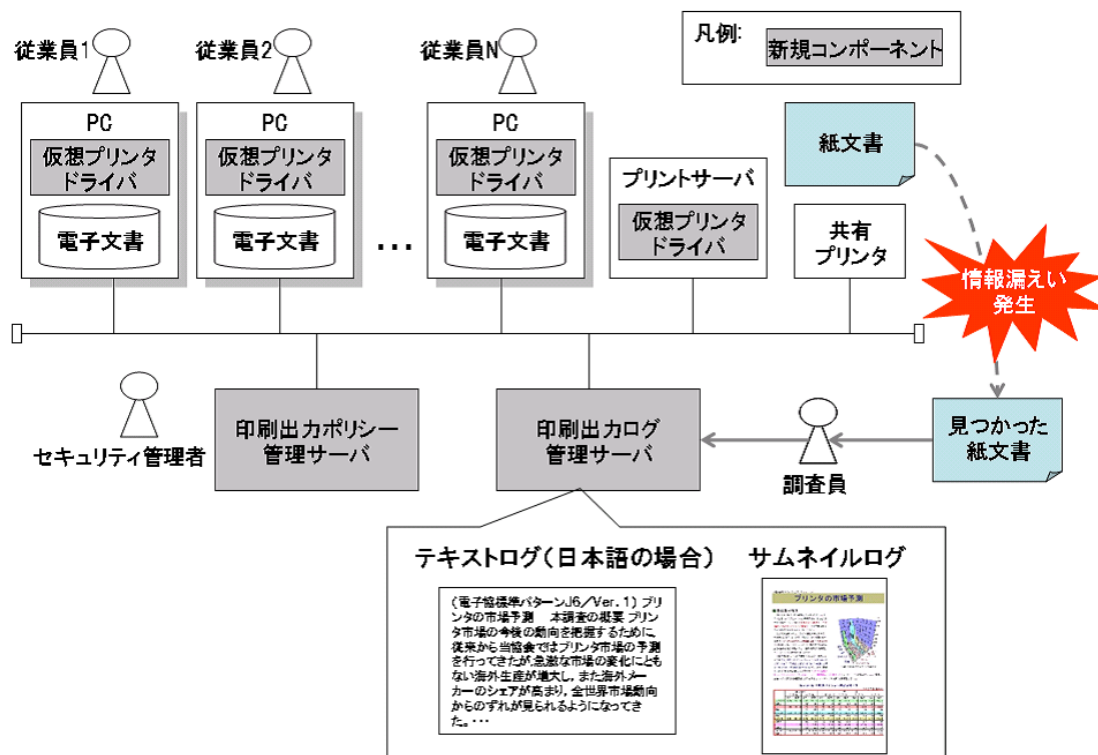 従業員1
従業員2
従業員N
凡例:
新規コンポーネント
PC
仮想プリンタ
ドライバ
電子文書
PC
仮想プリンタ
ドライバ
電子文書
...
PC
仮想プリンタ
ドライバ
電子文書
プリントサーバ
仮想プリンタ
ドライバ
紙文書
共有
プリンタ
情報漏えい
発生
セキュリティ管理者
印刷出力ポリシー
管理サーバ
印刷出力ログ
管理サーバ
調査員
見つかった
紙文書
テキストログ(日本語の場合)
(電子協標準パターンJ6/Ver.1) プリ
ンタの市場予測 本調査の概要 プリン
タ市場の今後の動向を把握するために,
従来から当協会ではプリンタ市場の予測
を行ってきたが,急激な市場の変化にとも
ない海外生産が増大し,また海外メー
カーのシェアが高まり,全世界市場動向
からのずれが見られるようになってき
た。・・・
サムネイルログ
プリンタの市場予測